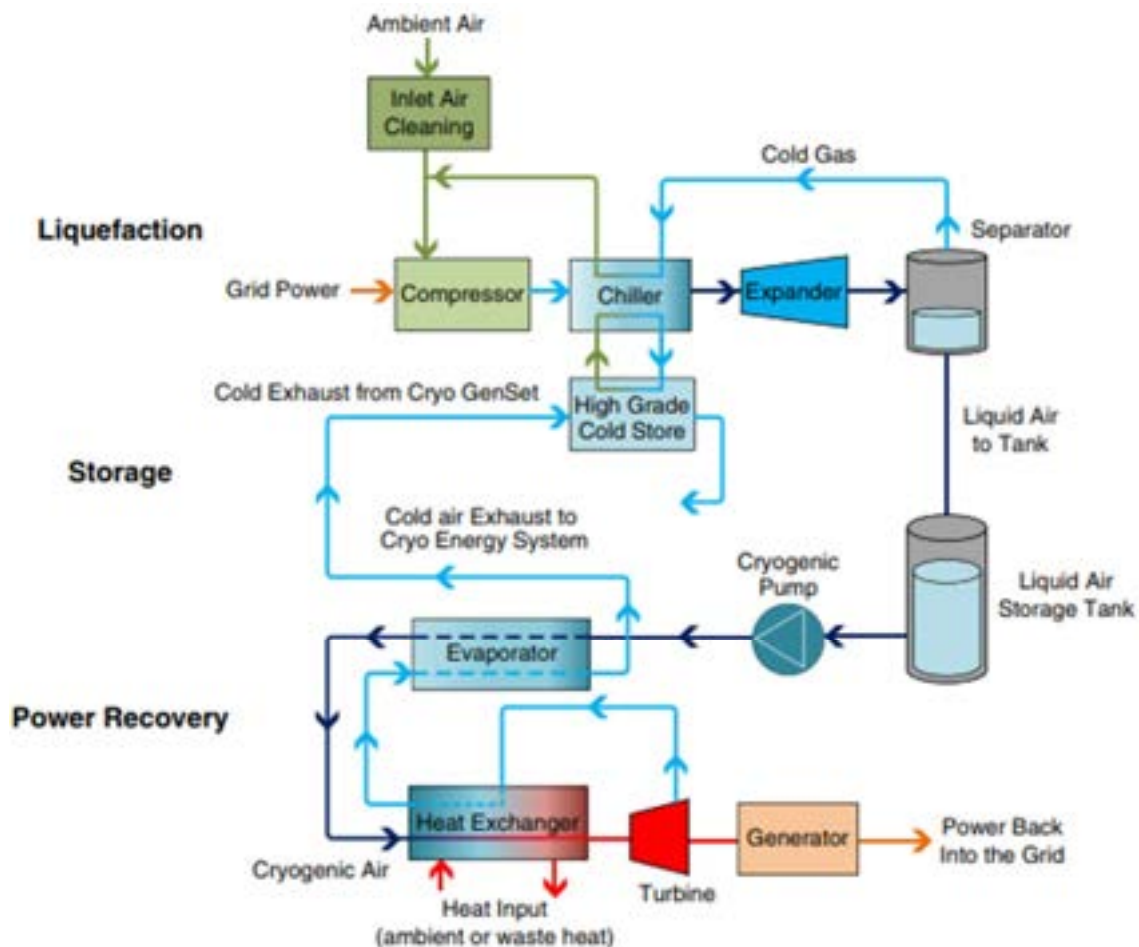 Ambient Air
Inlet Air
Cleaning
Cold Gas
Liquefaction
Separator
Grid Power
Compressor
Chiller
Expander
Cold Exhaust from Cryo GenSet
High Grade
Cold Store
Liquid Air
to Tank
Storage
Cold air Exhaust to
Cryo Energy System
Cryogenic
Pump
Liquid Air
Storage Tank
Evaporator
Power Recovery
Heat Exchanger
Generator
Power Back
Into the Grid
Cryogenic Air
Turbine
Heat Input
(ambient or waste heat)